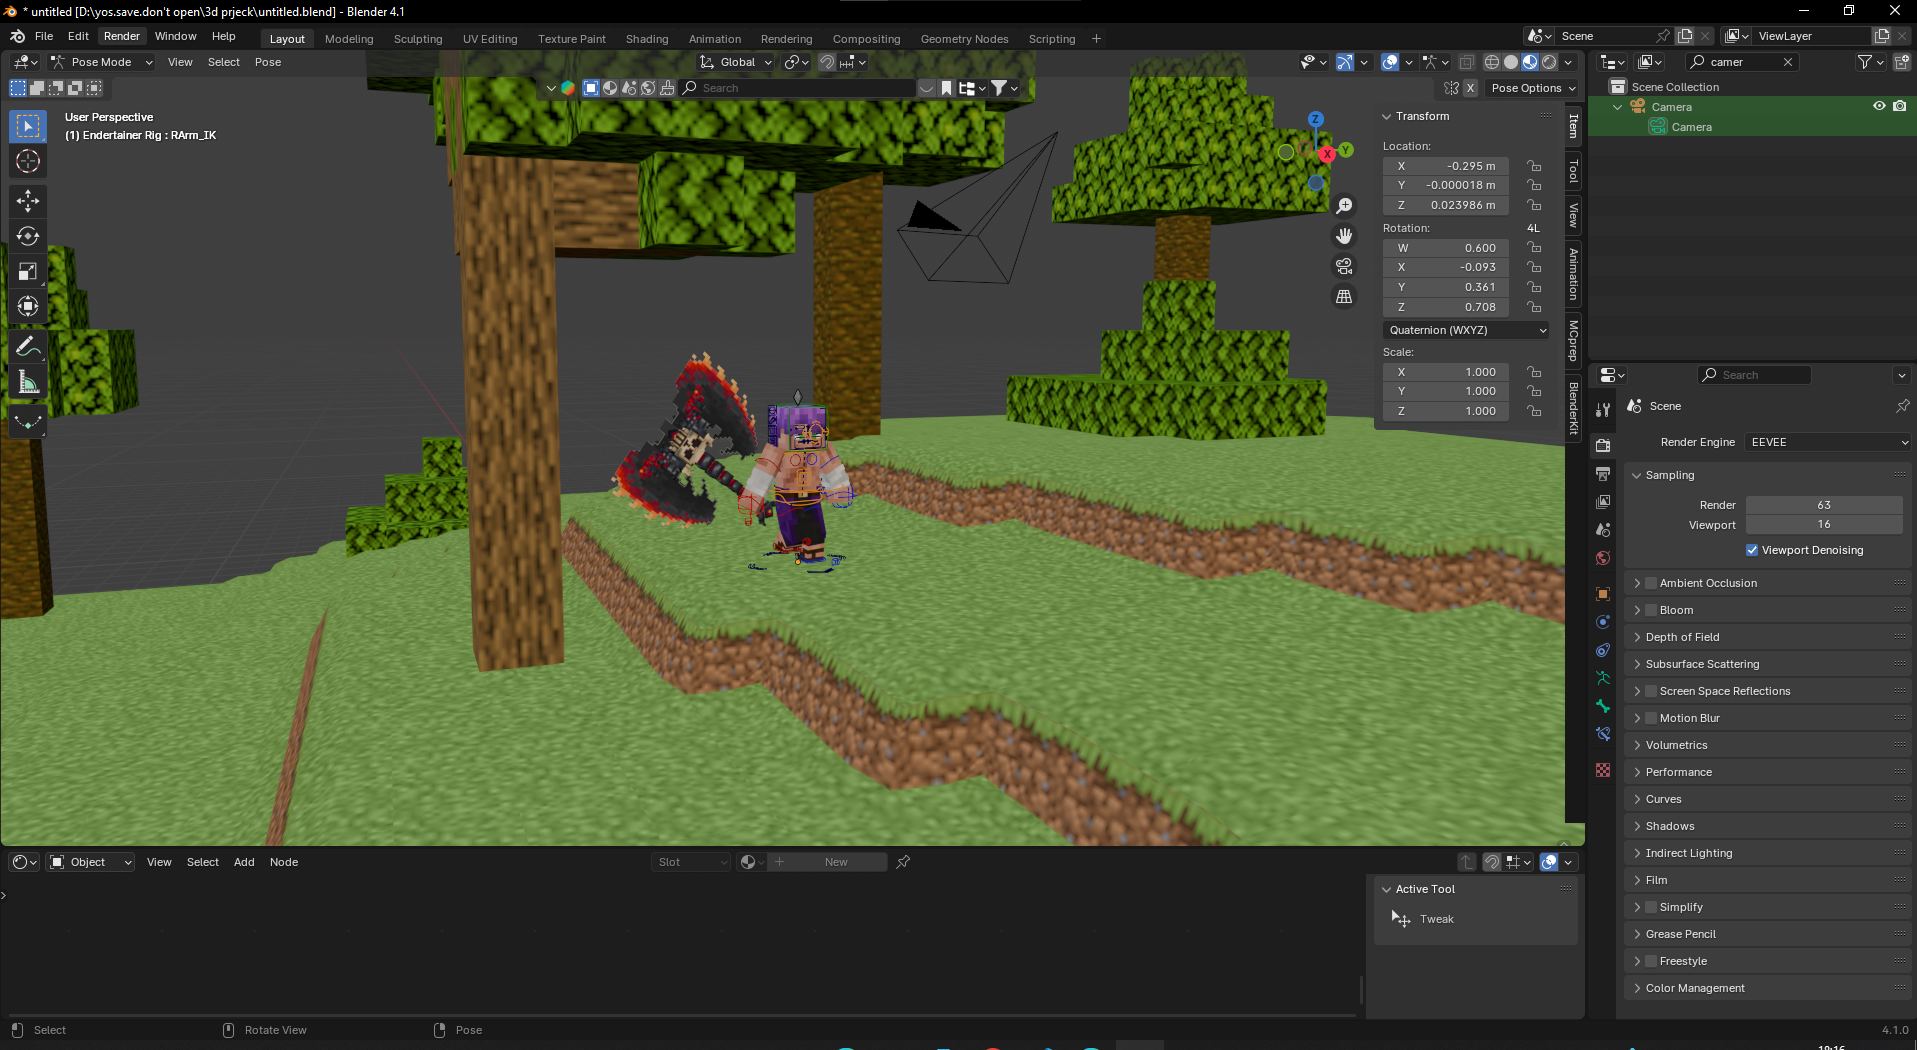 * untitled [D:\yos.save.don't open\3d prjeck\untitled.blend] - Blender 4.1
File Edit Render Window Help Layout Modeling Sculpting UV Editing Texture Paint Shading Animation Rendering Compositing Geometry Nodes Scripting + Scene ViewLayer
Pose Mode View Select Pose Global camer
Search X Pose Options Scene Collection
User Perspective
(1) Endertainer Rig : RArm_IK
Camera
Camera
Z
Y
X
Transform
Location:
X -0.295 m
Y -0.000018 m
Z 0.023986 m
Rotation: 4L
W 0.600
X -0.093
Y 0.361
Z 0.708
Quaternion (WXYZ)
Scale:
X 1.000
Y 1.000
Z 1.000
Item
Tool
View
Animation
MCprep
BlenderKit
Search
Scene
Render Engine EEVEE
Sampling
Render 63
Viewport 16
Viewport Denoising
Ambient Occlusion
Bloom
Depth of Field
Subsurface Scattering
Screen Space Reflections
Motion Blur
Volumetrics
Performance
Curves
Shadows
Indirect Lighting
Film
Simplify
Grease Pencil
Freestyle
Color Management
Object View Select Add Node Slot New
Active Tool
Tweak
Select Rotate View Pose 4.1.0